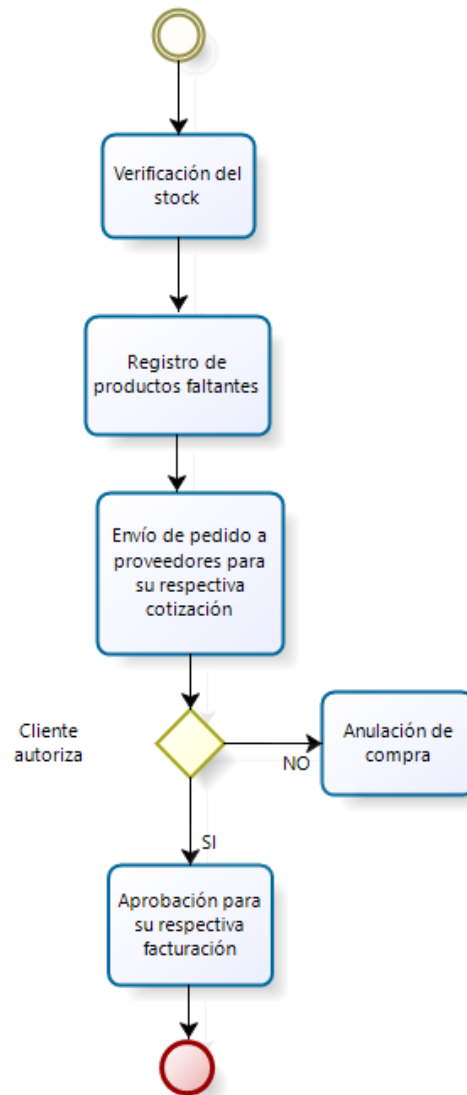 Verificación del
stock
Registro de
productos faltantes
Envío de pedido a
proveedores para
su respectiva
cotización
Cliente
autoriza
NO
Anulación de
compra
SI
Aprobación para
su respectiva
facturación